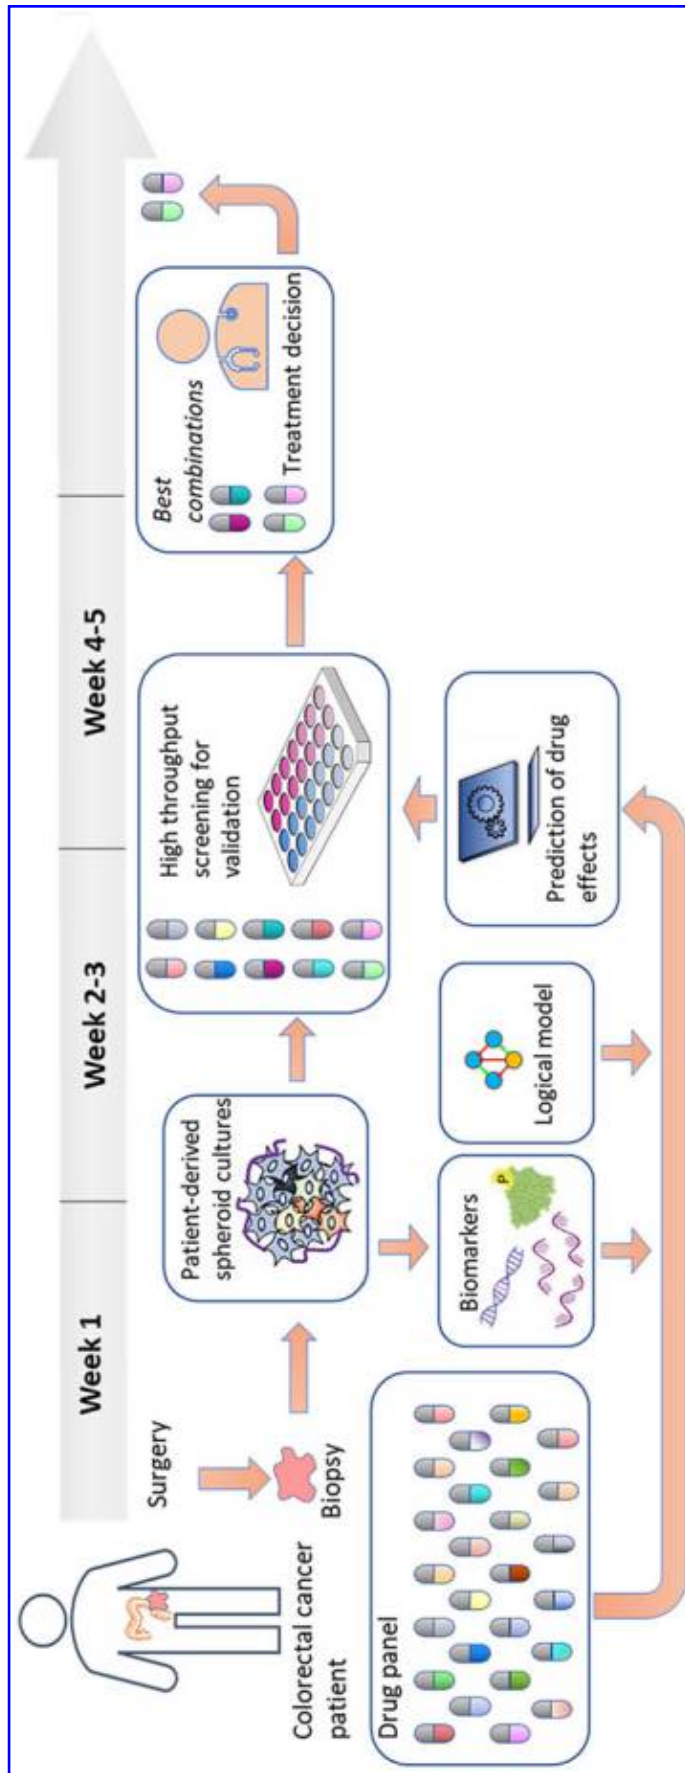 Week 1
Week 2-3
Week 4-5
Surgery
Biopsy
Colorectal cancer
patient
Patient-derived
spheroid cultures
High throughput
screening for
validation
Best
combinations
Treatment decision
Drug panel
Biomarkers
P
Logical model
Prediction of drug
effects